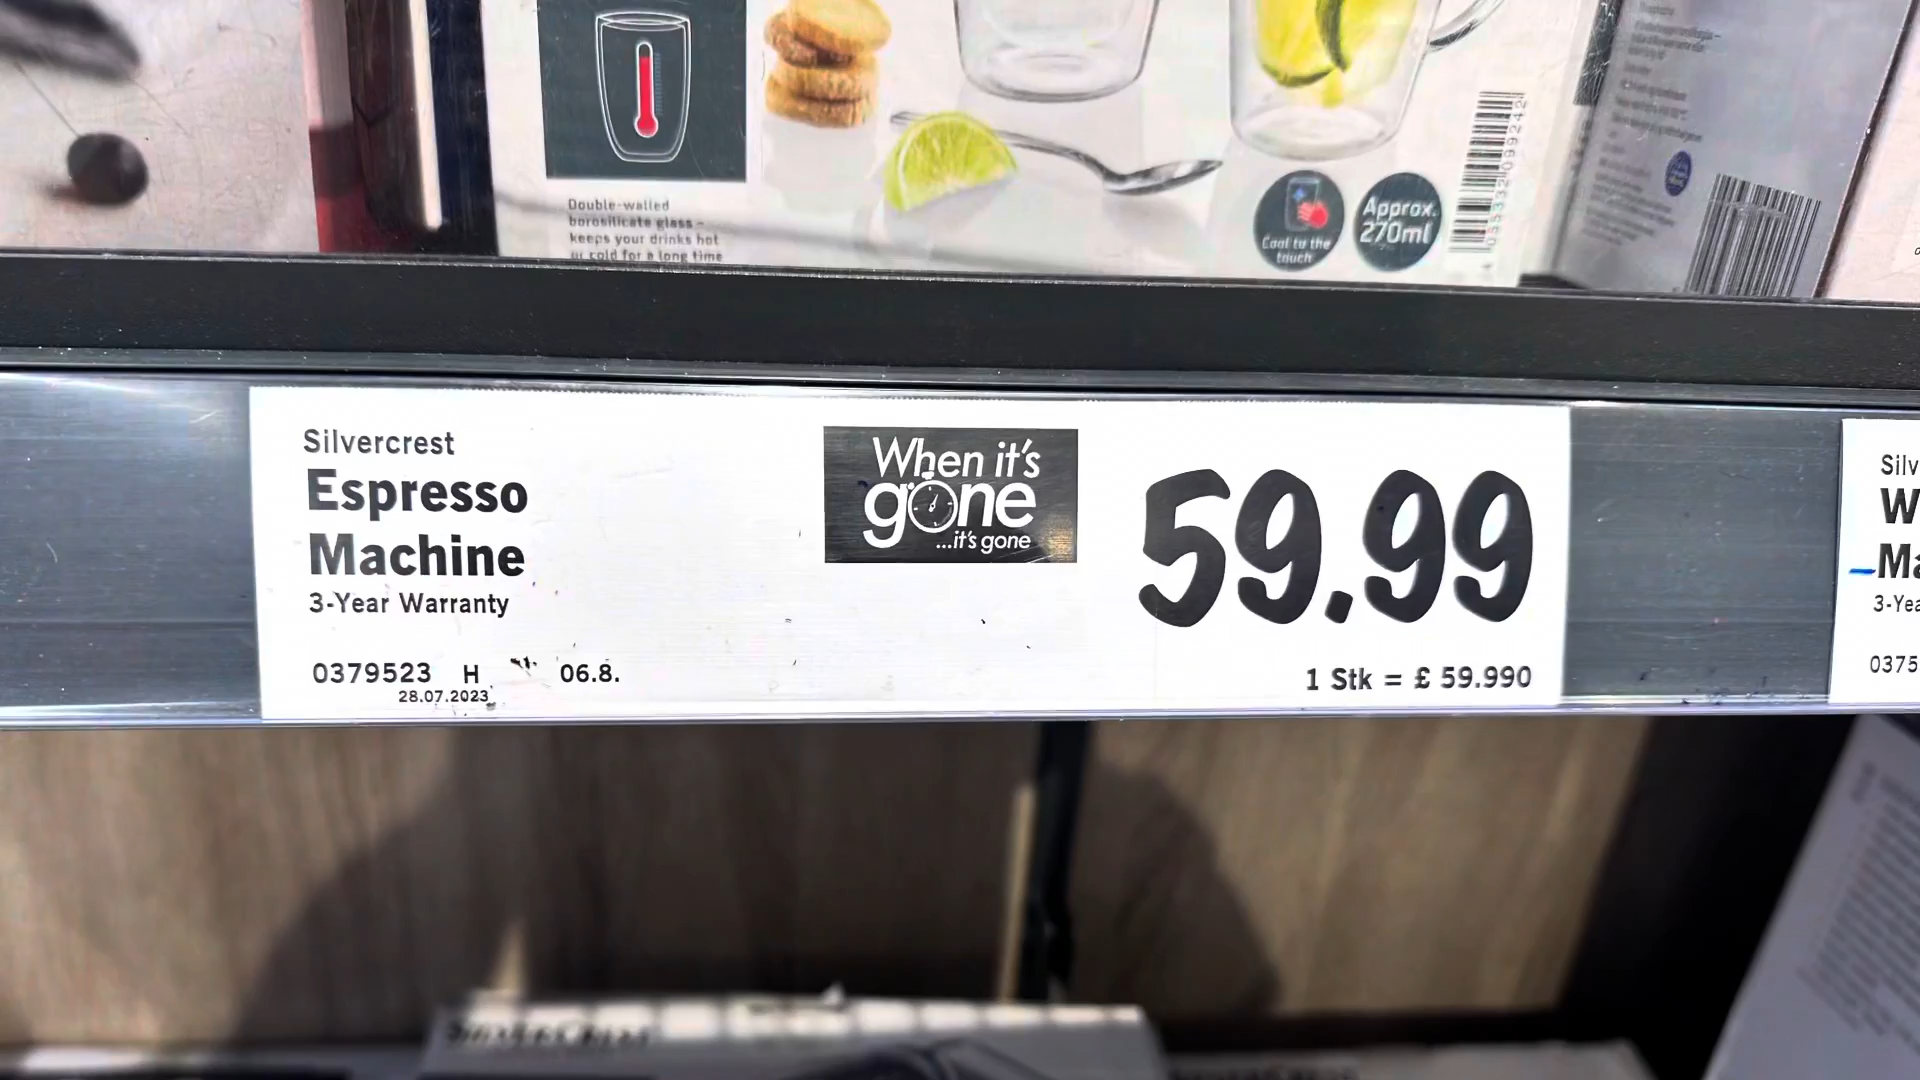 Double-walled
borosilicate glass –
keeps your drinks hot
or cold for a long time
Cool to the
touch
Approx.
270ml
Silvercrest
Espresso
Machine
3-Year Warranty
0379523 H 06.8.
28.07.2023
When it's
gone
...it's gone
59.99
1 Stk = £ 59.990
Silv
W
Ma
3-Yea
0375